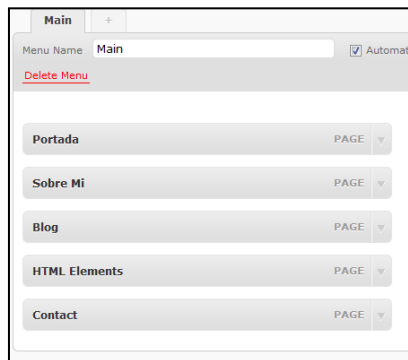 Main +
Menu Name Main Automat
Delete Menu
Portada PAGE
Sobre Mi PAGE
Blog PAGE
HTML Elements PAGE
Contact PAGE